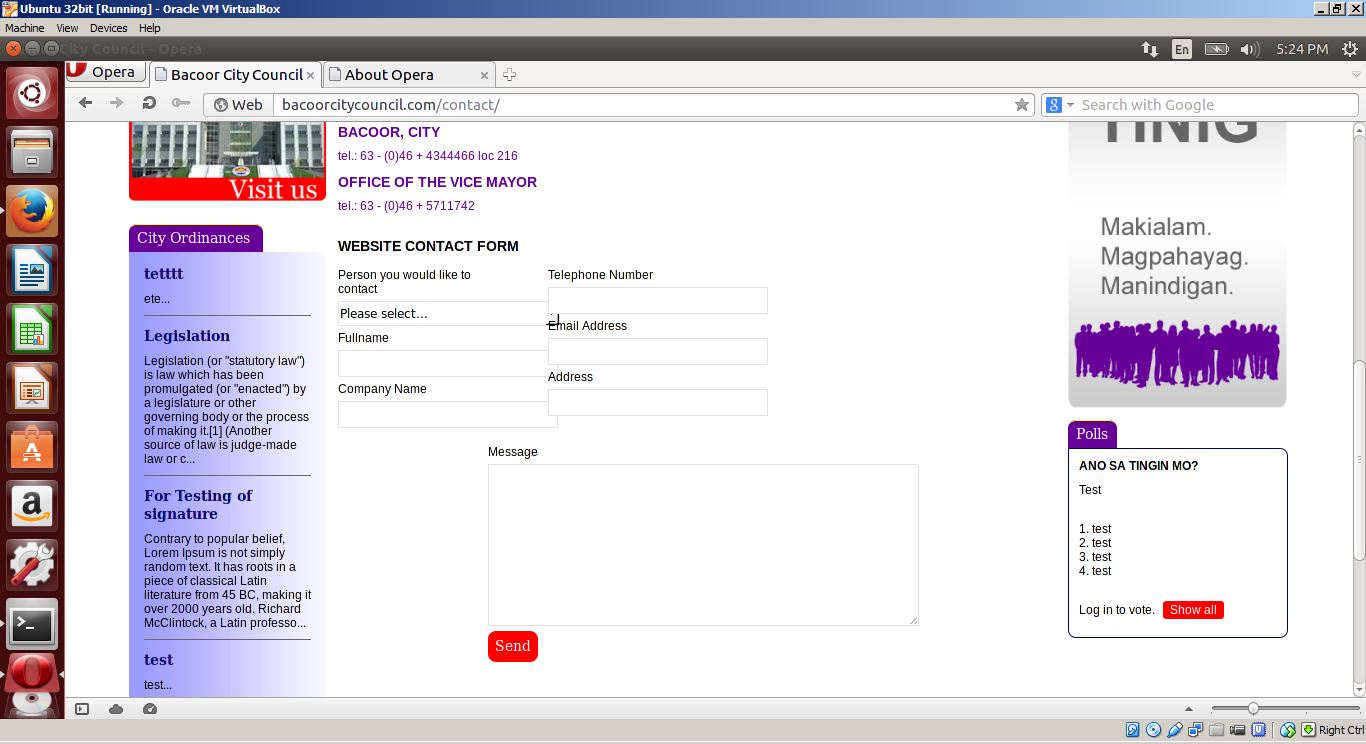 Ubuntu 32bit [Running] - Oracle VM VirtualBox
Machine View Devices Help
City Council - Opera
En 5:24 PM
Opera
Bacoor City Council
About Opera
Web
bacoorcitycouncil.com/contact/
Search with Google
Visit us
City Ordinances
tetttt
ete...
Legislation
Legislation (or "statutory law")
is law which has been
promulgated (or "enacted") by
a legislature or other
governing body or the process
of making it.[1] (Another
source of law is judge-made
law or c...
For Testing of
signature
Contrary to popular belief,
Lorem Ipsum is not simply
random text. It has roots in a
piece of classical Latin
literature from 45 BC, making it
over 2000 years old. Richard
McClintock, a Latin professo...
test
test...
BACOOR, CITY
tel.: 63 - (0)46 + 4344466 loc 216
OFFICE OF THE VICE MAYOR
tel.: 63 - (0)46 + 5711742
WEBSITE CONTACT FORM
Person you would like to
contact
Please select...
Fullname
Company Name
Telephone Number
Email Address
Address
Message
Send
TINIG
Makialam.
Magpahayag.
Manindigan.
Polls
ANO SA TINGIN MO?
Test
1. test
2. test
3. test
4. test
Log in to vote. Show all
Right Ctrl